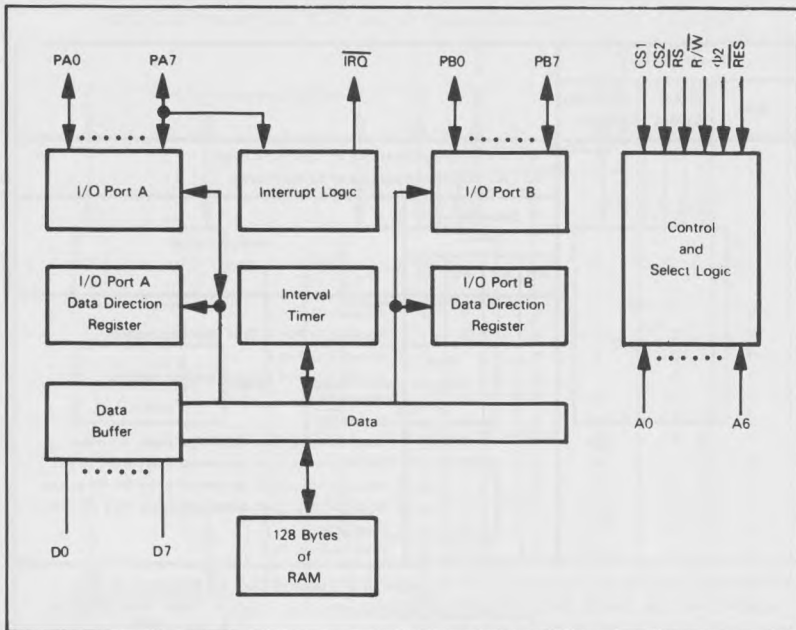 PA0 PA7 IRQ PB0 PB7
CS1 CS2 RS R/W Φ2 RES
I/O Port A
Interrupt Logic
I/O Port B
Control
and
Select Logic
I/O Port A
Data Direction
Register
Interval
Timer
I/O Port B
Data Direction
Register
Data
Buffer
Data
A0 A6
D0 D7
128 Bytes
of
RAM